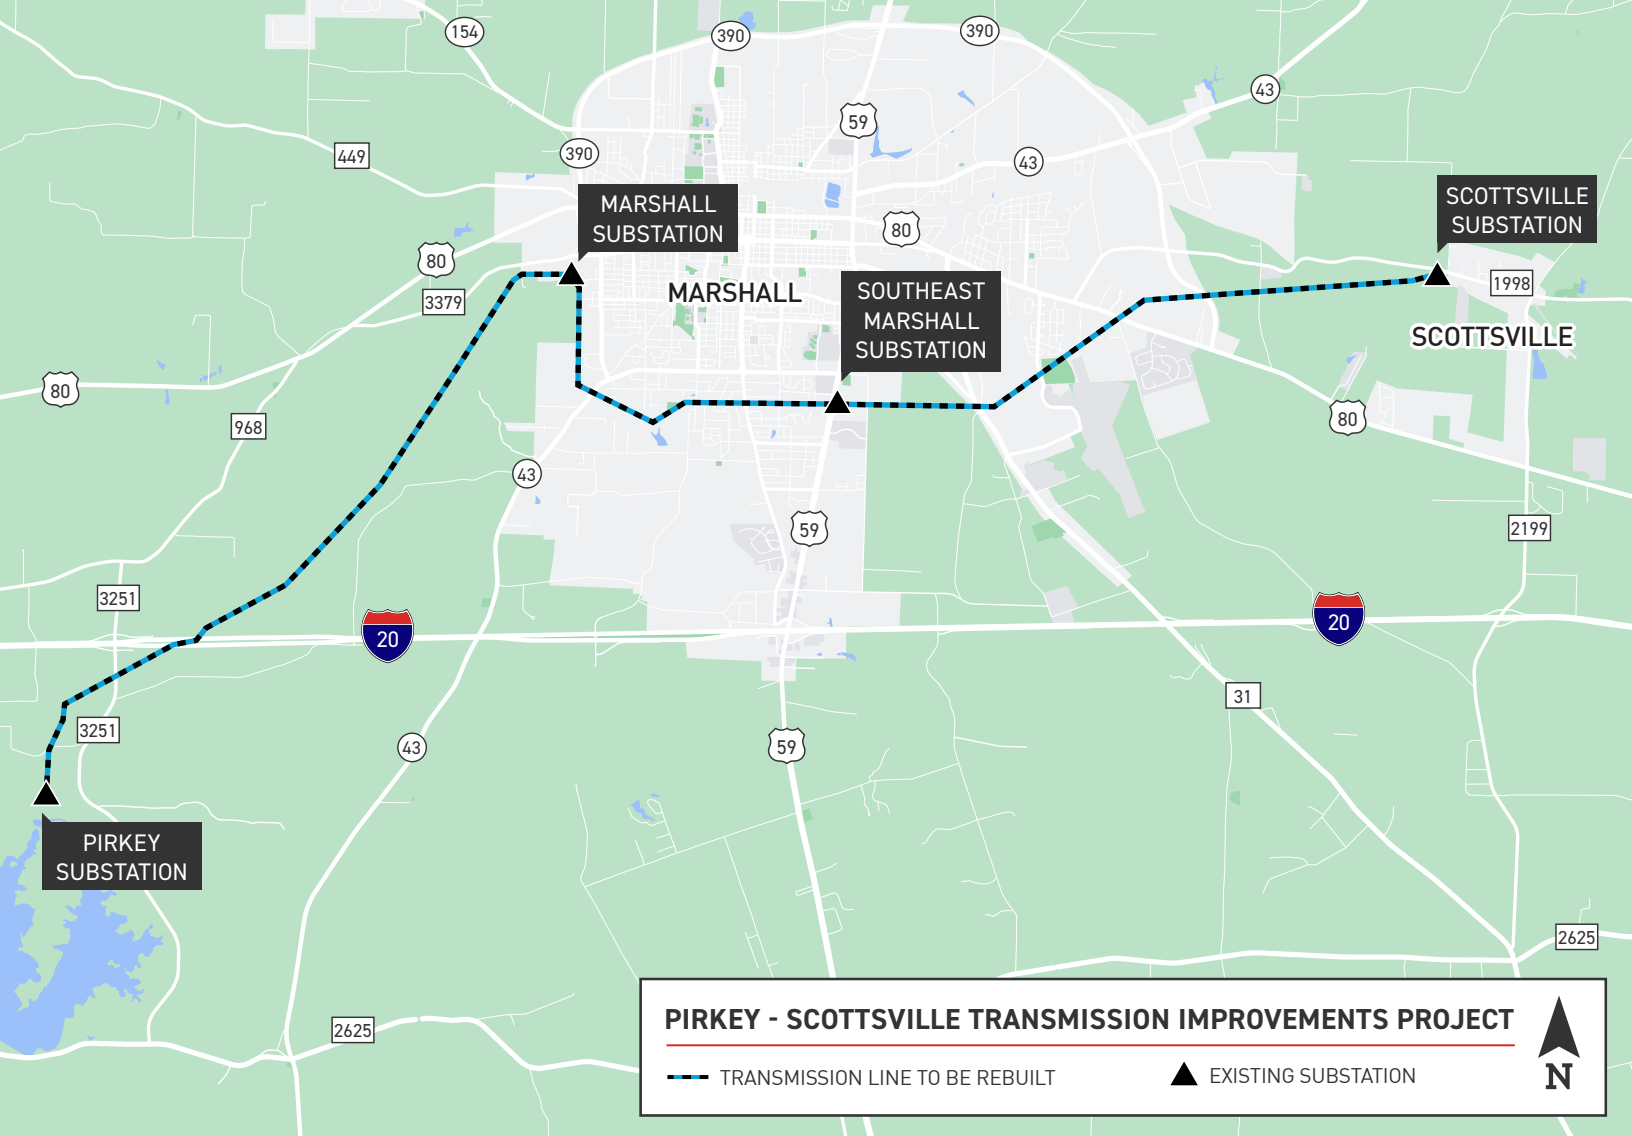 154
390
390
43
59
449
390
43
MARSHALL
SUBSTATION
SCOTTSVILLE
SUBSTATION
80
80
3379
MARSHALL
SOUTHEAST
MARSHALL
SUBSTATION
1998
SCOTTSVILLE
80
968
80
43
59
2199
3251
20
20
31
3251
43
59
PIRKEY
SUBSTATION
2625
2625
PIRKEY - SCOTTSVILLE TRANSMISSION IMPROVEMENTS PROJECT
TRANSMISSION LINE TO BE REBUILT
EXISTING SUBSTATION
N